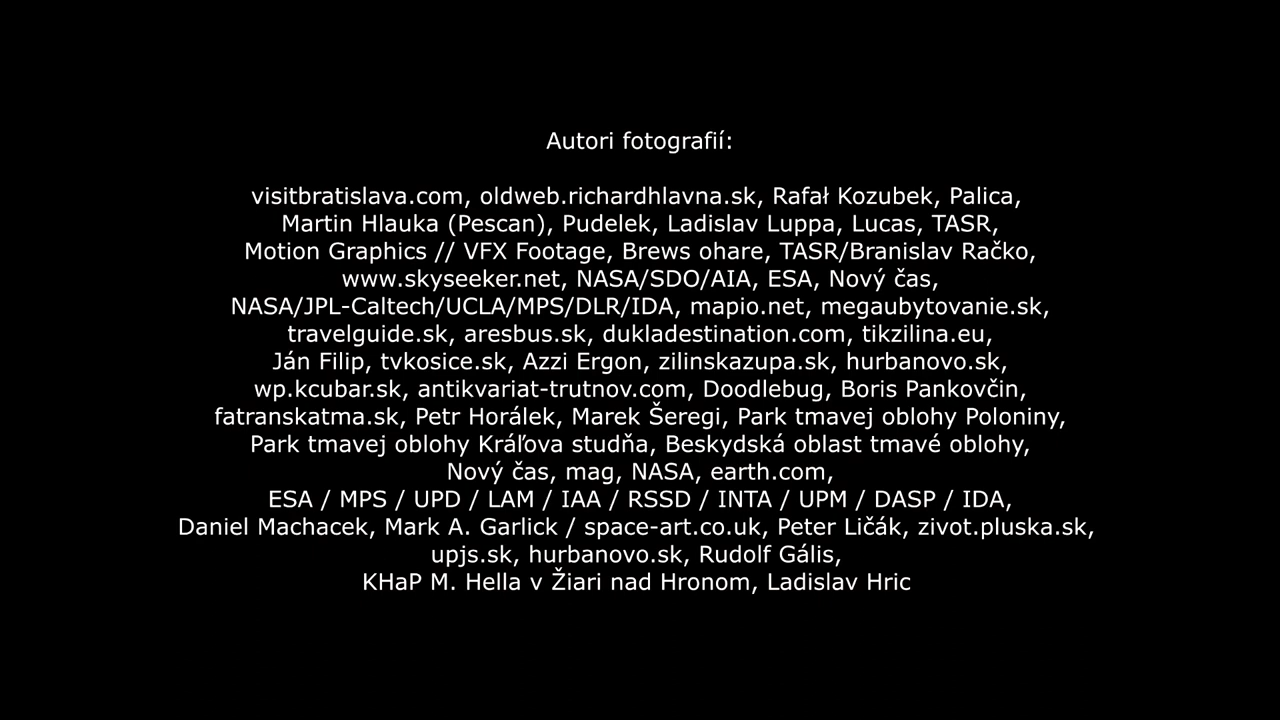 Autori fotografií:
visitbratislava.com, oldweb.richardhlavna.sk, Rafał Kozubek, Palica,
Martin Hlauka (Pescan), Pudelek, Ladislav Luppa, Lucas, TASR,
Motion Graphics // VFX Footage, Brews ohare, TASR/Branislav Račko,
www.skyseeker.net, NASA/SDO/AIA, ESA, Nový čas,
NASA/JPL-Caltech/UCLA/MPS/DLR/IDA, mapio.net, megaubytovanie.sk,
travelguide.sk, aresbus.sk, dukladestination.com, tikzilina.eu,
Ján Filip, tvkosice.sk, Azzi Ergon, zilinskazupa.sk, hurbanovo.sk,
wp.kcubar.sk, antikvariat-trutnov.com, Doodlebug, Boris Pankovčin,
fatranskatma.sk, Petr Horálek, Marek Šeregi, Park tmavej oblohy Poloniny,
Park tmavej oblohy Kráľova studňa, Beskydská oblast tmavé oblohy,
Nový čas, mag, NASA, earth.com,
ESA / MPS / UPD / LAM / IAA / RSSD / INTA / UPM / DASP / IDA,
Daniel Machacek, Mark A. Garlick / space-art.co.uk, Peter Ličák, zivot.pluska.sk,
upjs.sk, hurbanovo.sk, Rudolf Gális,
KHaP M. Hella v Žiari nad Hronom, Ladislav Hric